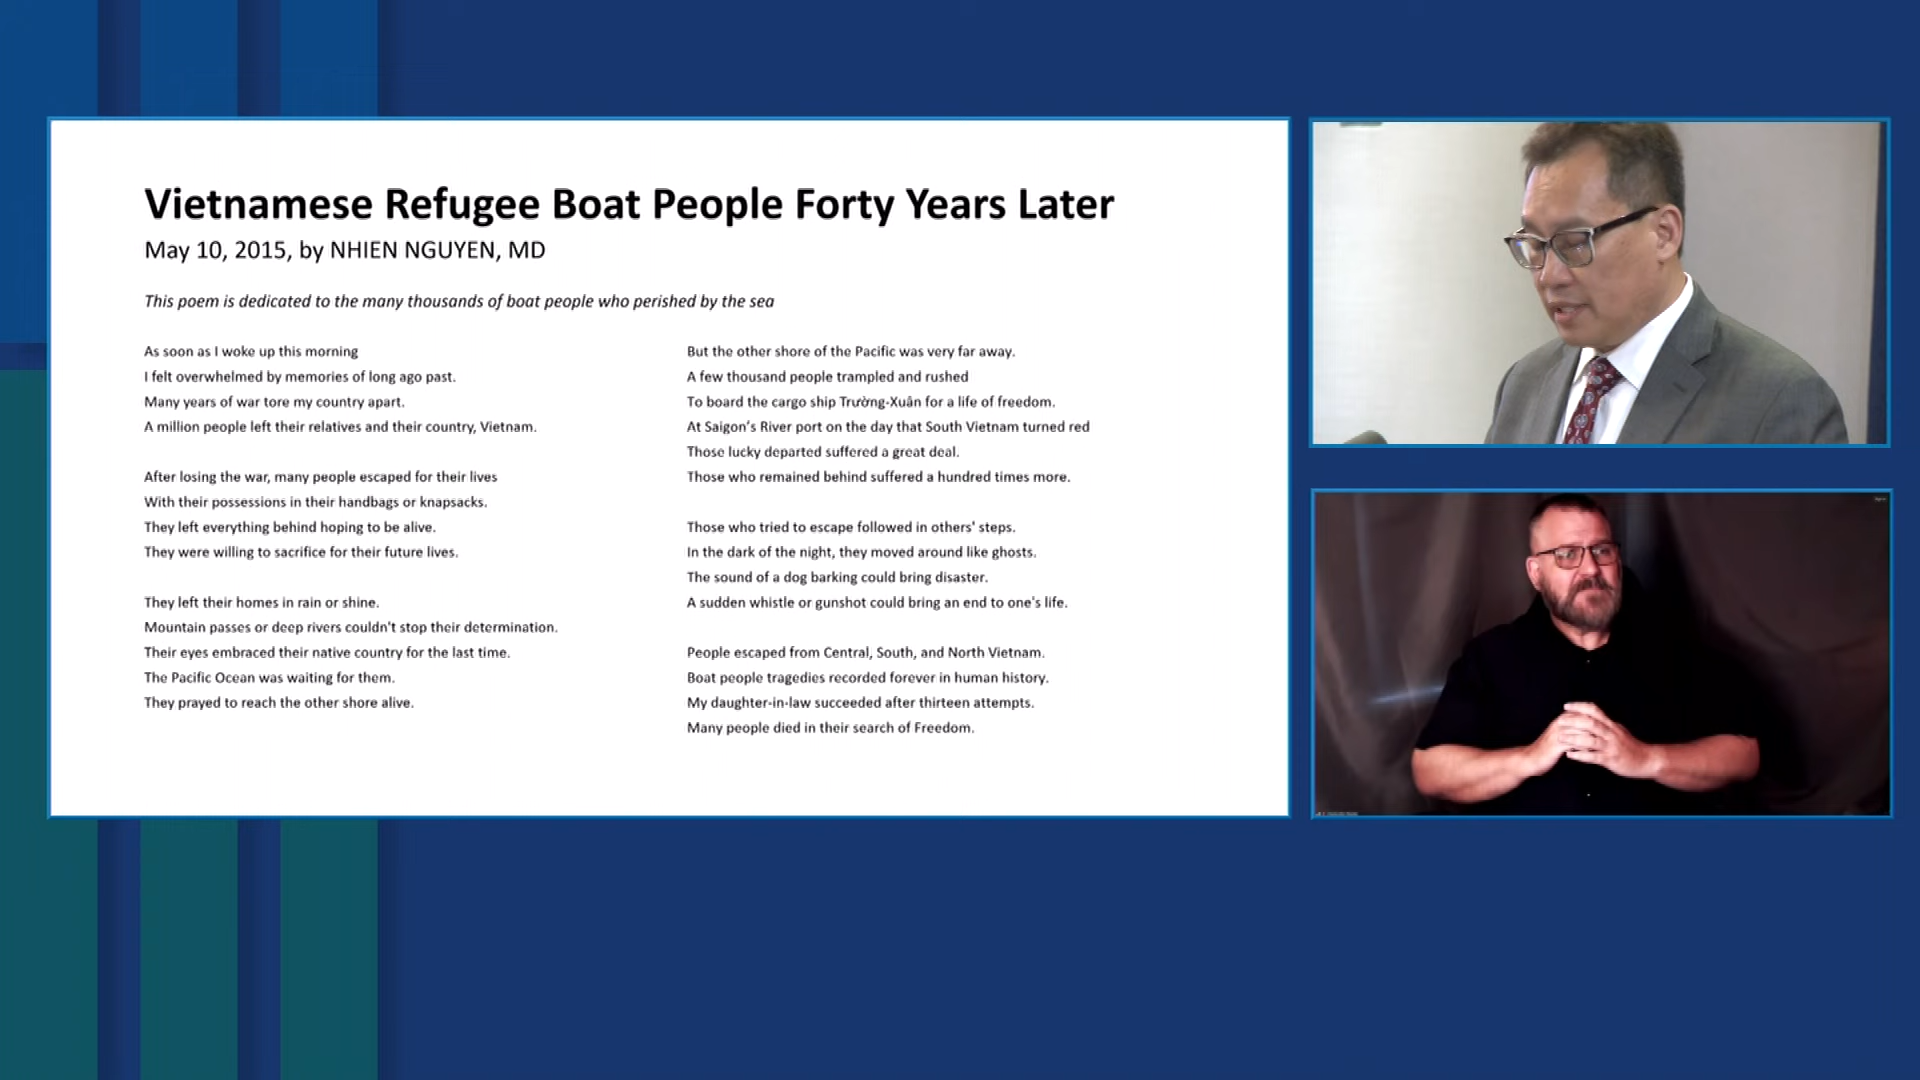 Vietnamese Refugee Boat People Forty Years Later
May 10, 2015, by NHIEN NGUYEN, MD
This poem is dedicated to the many thousands of boat people who perished by the sea
As soon as I woke up this morning
I felt overwhelmed by memories of long ago past.
Many years of war tore my country apart.
A million people left their relatives and their country, Vietnam.
After losing the war, many people escaped for their lives
With their possessions in their handbags or knapsacks.
They left everything behind hoping to be alive.
They were willing to sacrifice for their future lives.
They left their homes in rain or shine.
Mountain passes or deep rivers couldn't stop their determination.
Their eyes embraced their native country for the last time.
The Pacific Ocean was waiting for them.
They prayed to reach the other shore alive.
But the other shore of the Pacific was very far away.
A few thousand people trampled and rushed
To board the cargo ship Trường-Xuân for a life of freedom.
At Saigon’s River port on the day that South Vietnam turned red
Those lucky departed suffered a great deal.
Those who remained behind suffered a hundred times more.
Those who tried to escape followed in others' steps.
In the dark of the night, they moved around like ghosts.
The sound of a dog barking could bring disaster.
A sudden whistle or gunshot could bring an end to one's life.
People escaped from Central, South, and North Vietnam.
Boat people tragedies recorded forever in human history.
My daughter-in-law succeeded after thirteen attempts.
Many people died in their search of Freedom.